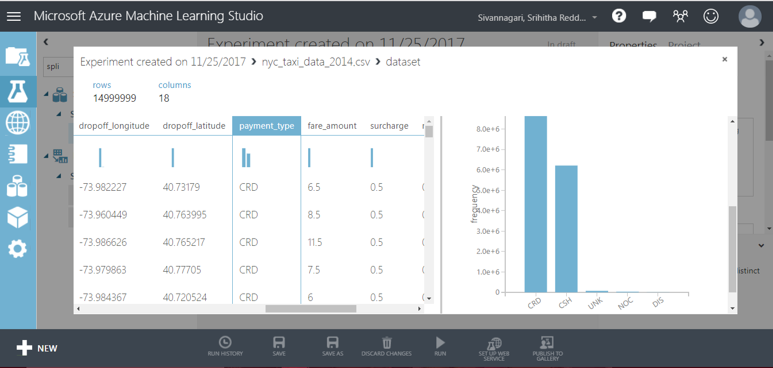 Microsoft Azure Machine Learning Studio
Sivannagari, Srihitha Redd...
Experiment created on 11/25/2017
In draft
Properties Project
spli
Experiment created on 11/25/2017 > nyc_taxi_data_2014.csv > dataset
rows columns
14999999 18
dropoff_longitude dropoff_latitude payment_type fare_amount surcharge
-73.982227 40.73179 CRD 6.5 0.5
-73.960449 40.763995 CRD 8.5 0.5
-73.986626 40.765217 CRD 11.5 0.5
-73.979863 40.77705 CRD 7.5 0.5
-73.984367 40.720524 CRD 6 0.5
frequency
8.0e+6
7.0e+6
6.0e+6
5.0e+6
4.0e+6
3.0e+6
2.0e+6
1.0e+6
0
CRD CSH UNK NOC DIS
istinct
NEW
RUN HISTORY
SAVE
SAVE AS
DISCARD CHANGES
RUN
SET UP WEB
SERVICE
PUBLISH TO
GALLERY